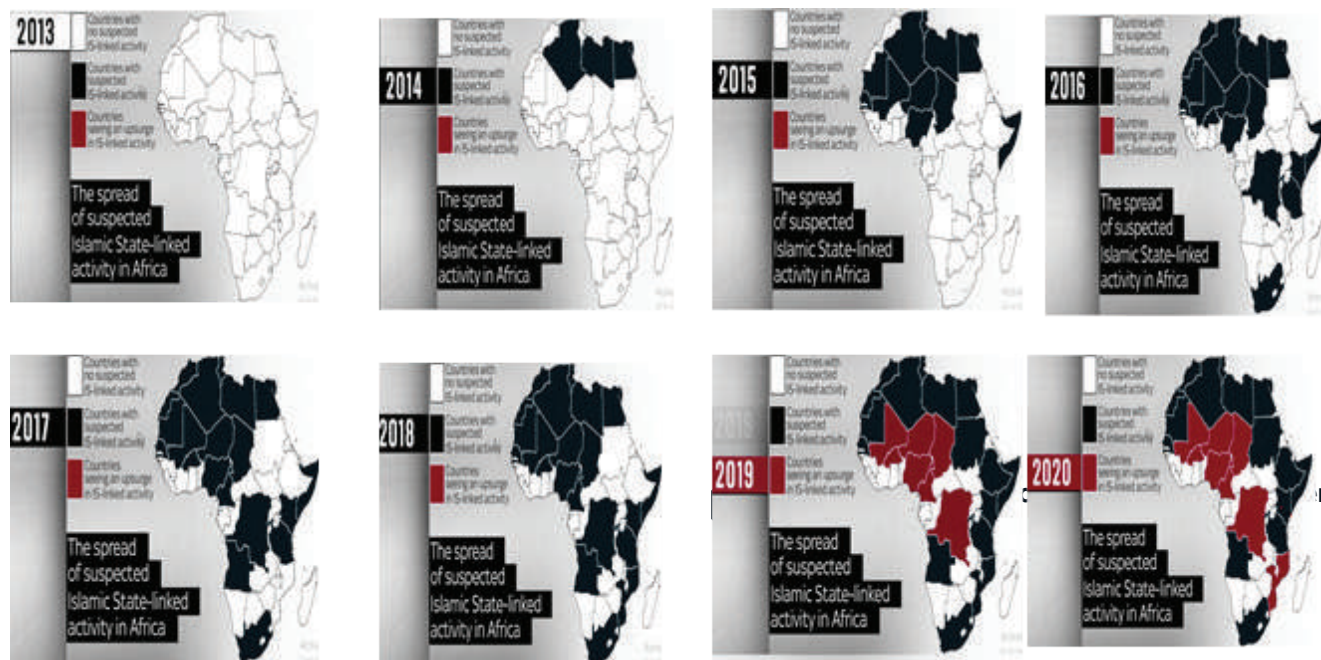 2013
Countries with
no suspected
IS-linked activity
Countries with
suspected
IS-linked activity
Countries
seeing an upsurge
in IS-linked activity
The spread
of suspected
Islamic State-linked
activity in Africa
2014
Countries with
no suspected
IS-linked activity
Countries with
suspected
IS-linked activity
Countries
seeing an upsurge
in IS-linked activity
The spread
of suspected
Islamic State-linked
activity in Africa
2015
Countries with
no suspected
IS-linked activity
Countries with
suspected
IS-linked activity
Countries
seeing an upsurge
in IS-linked activity
The spread
of suspected
Islamic State-linked
activity in Africa
2016
Countries with
no suspected
IS-linked activity
Countries with
suspected
IS-linked activity
Countries
seeing an upsurge
in IS-linked activity
The spread
of suspected
Islamic State-linked
activity in Africa
2017
Countries with
no suspected
IS-linked activity
Countries with
suspected
IS-linked activity
Countries
seeing an upsurge
in IS-linked activity
The spread
of suspected
Islamic State-linked
activity in Africa
2018
Countries with
no suspected
IS-linked activity
Countries with
suspected
IS-linked activity
Countries
seeing an upsurge
in IS-linked activity
The spread
of suspected
Islamic State-linked
activity in Africa
2019
Countries with
no suspected
IS-linked activity
Countries with
suspected
IS-linked activity
Countries
seeing an upsurge
in IS-linked activity
The spread
of suspected
Islamic State-linked
activity in Africa
2020
Countries with
no suspected
IS-linked activity
Countries with
suspected
IS-linked activity
Countries
seeing an upsurge
in IS-linked activity
The spread
of suspected
Islamic State-linked
activity in Africa